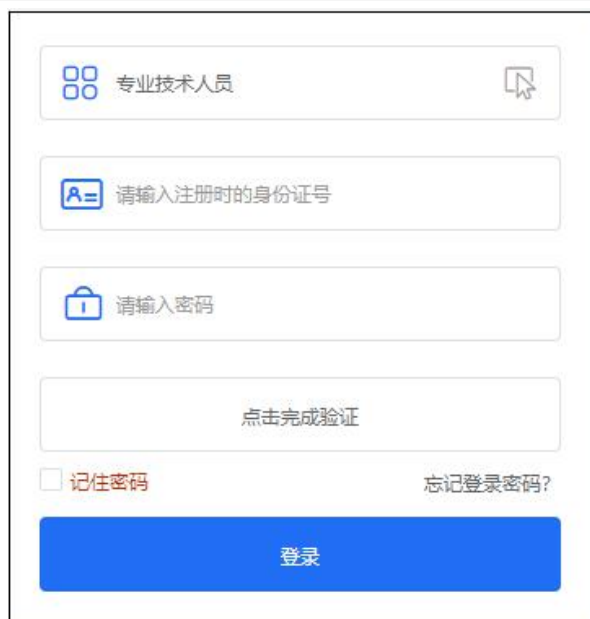 专业技术人员
请输入注册时的身份证号
请输入密码
点击完成验证
记住密码 忘记登录密码?
登录